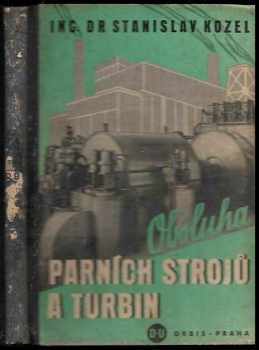 ING. DR STANISLAV KOZEL
Obsluha
PARNÍCH STROJŮ
A TURBIN
D-U ORBIS - PRAHA